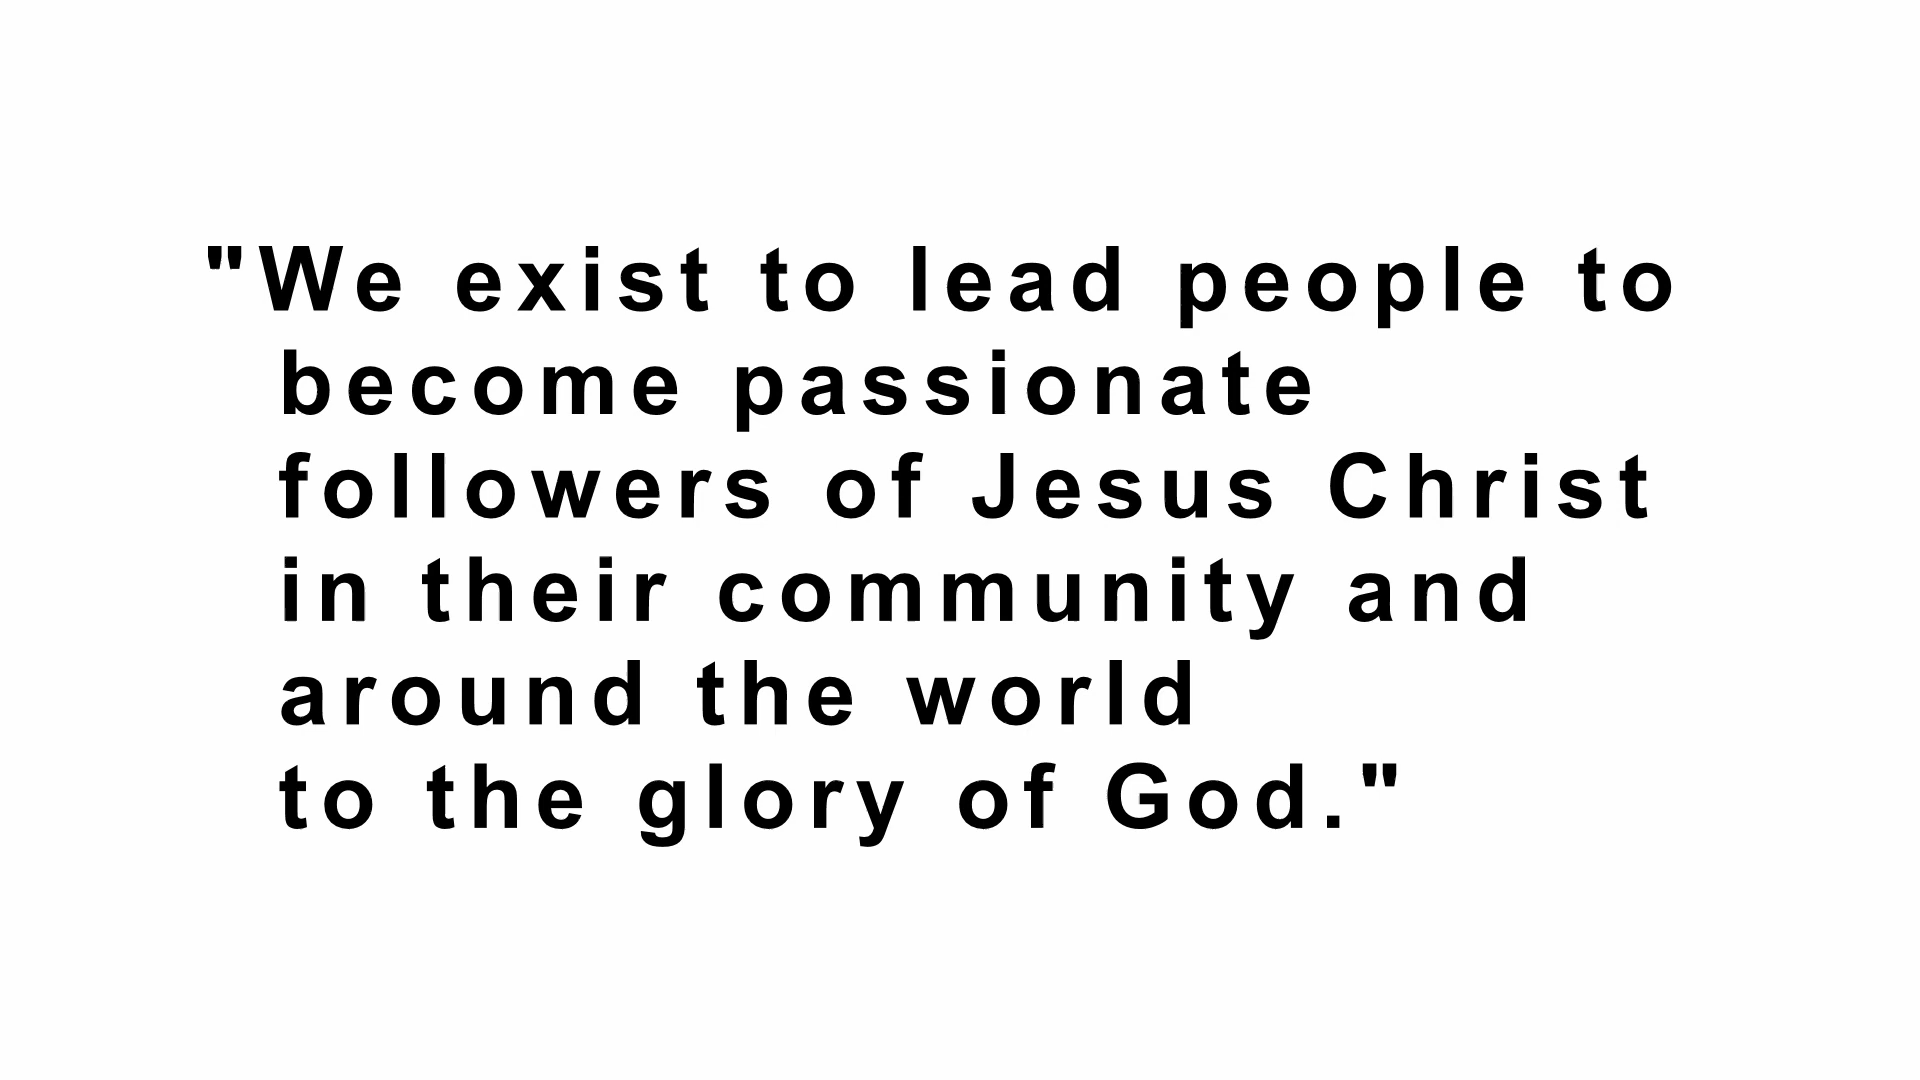 "We exist to lead people to
become passionate
followers of Jesus Christ
in their community and
around the world
to the glory of God."